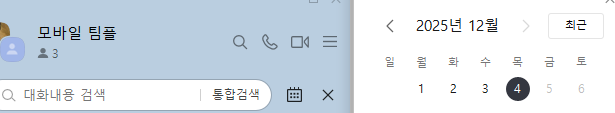 모바일 팀플
3
대화내용 검색
통합검색
2025년 12월
최근
일 월 화 수 목 금 토
1 2 3 4 5 6